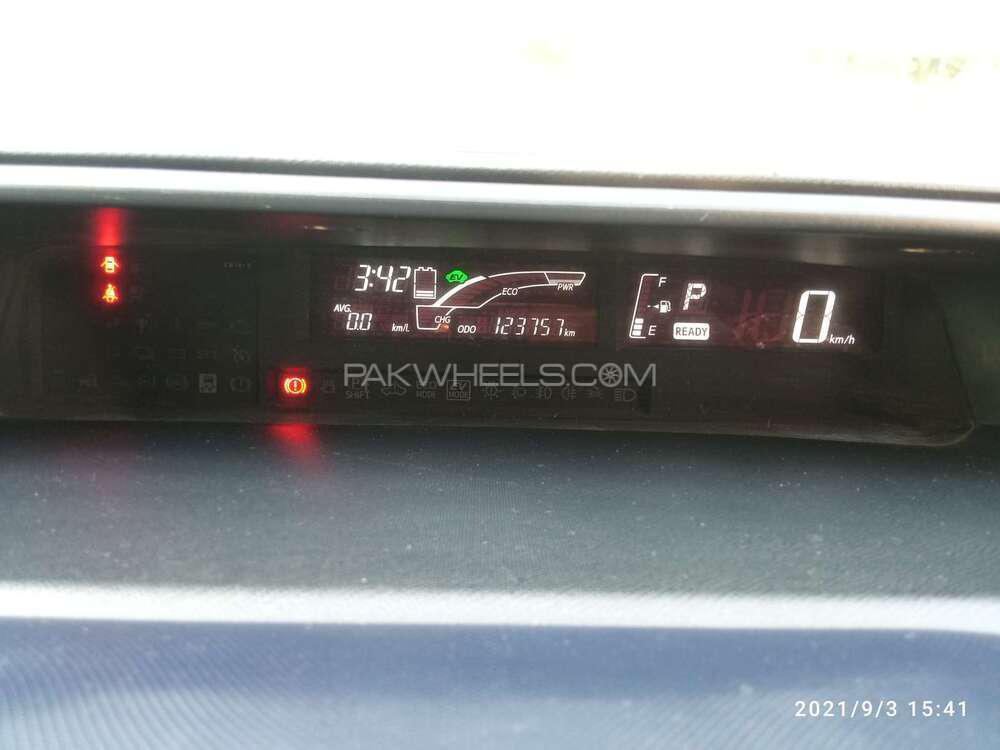 3:42
EV
F
P
ECO
PWR
AVG
0.0 km/L
CHG
ODO 123757 km
E
READY
0 km/h
PAKWHEELS.COM
SHIFT
MODE
EV
MODE
2021/9/3 15:41